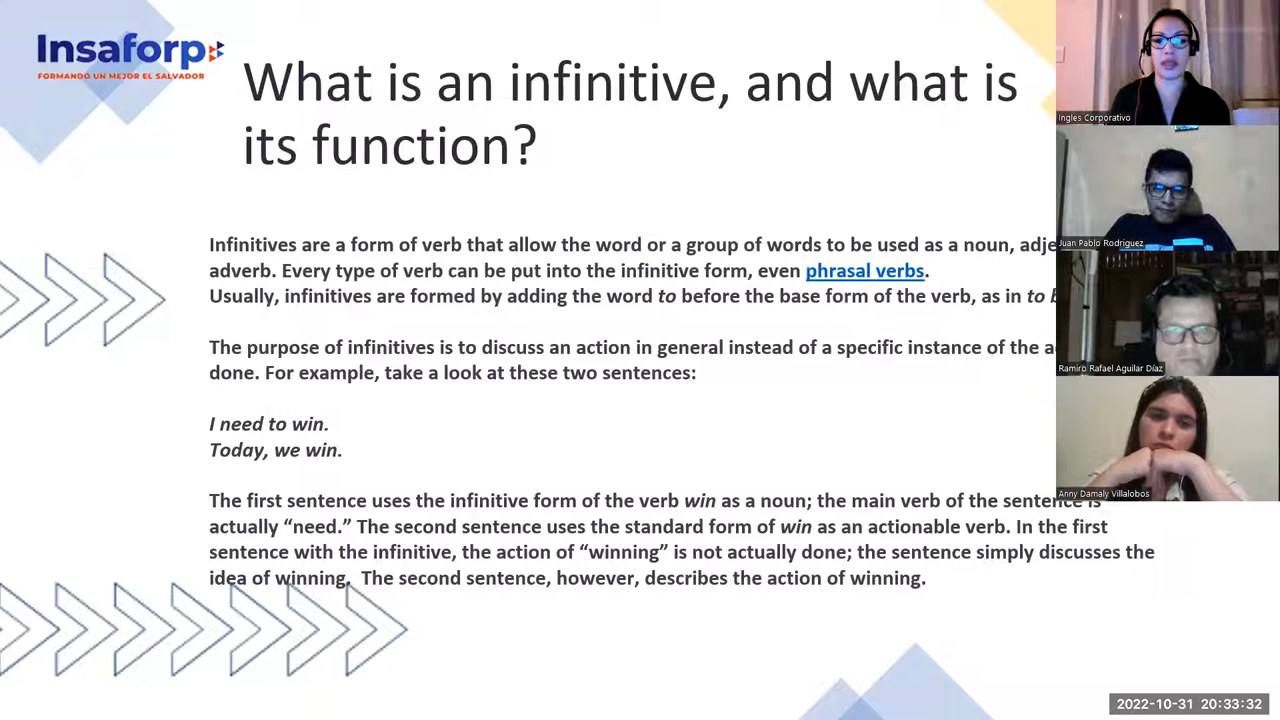 Insaforp
FORMANDO UN MEJOR EL SALVADOR
What is an infinitive, and what is
its function?
Infinitives are a form of verb that allow the word or a group of words to be used as a noun,
adverb. Every type of verb can be put into the infinitive form, even phrasal verbs.
Usually, infinitives are formed by adding the word to before the base form of the verb, as in to
The purpose of infinitives is to discuss an action in general instead of a specific instance of the
done. For example, take a look at these two sentences:
I need to win.
Today, we win.
The first sentence uses the infinitive form of the verb win as a noun; the main verb of the sentence is
actually “need.” The second sentence uses the standard form of win as an actionable verb. In the first
sentence with the infinitive, the action of “winning” is not actually done; the sentence simply discusses the
idea of winning.  The second sentence, however, describes the action of winning.
Ingles Corporativo
Juan Pablo Rodriguez
Ramiro Rafael Aguilar Díaz
Anny Damaly Villalobos
2022-10-31 20:33:32